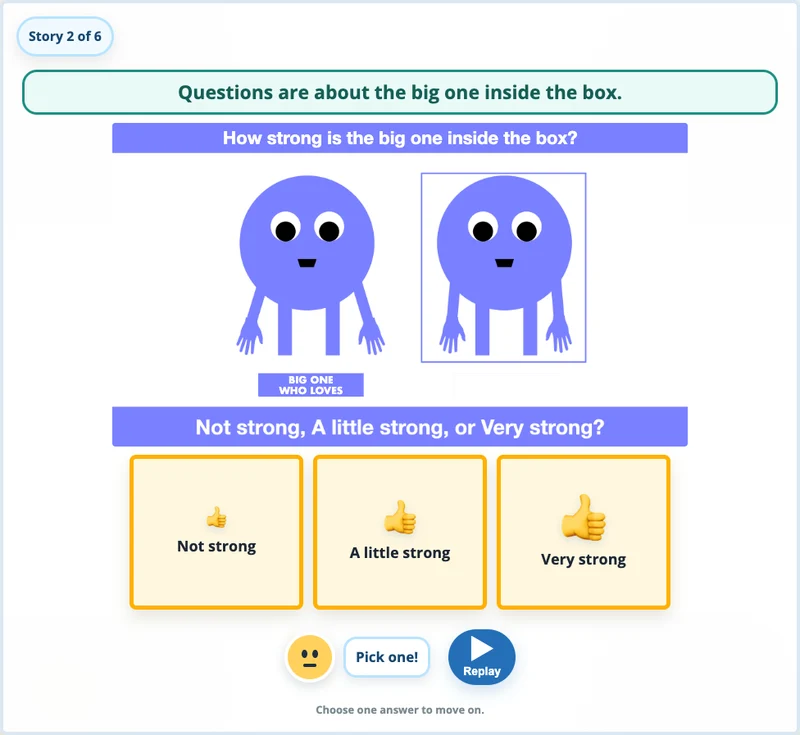 Story 2 of 6
Questions are about the big one inside the box.
How strong is the big one inside the box?
BIG ONE
WHO LOVES
Not strong, A little strong, or Very strong?
Not strong
A little strong
Very strong
Pick one!
Replay
Choose one answer to move on.